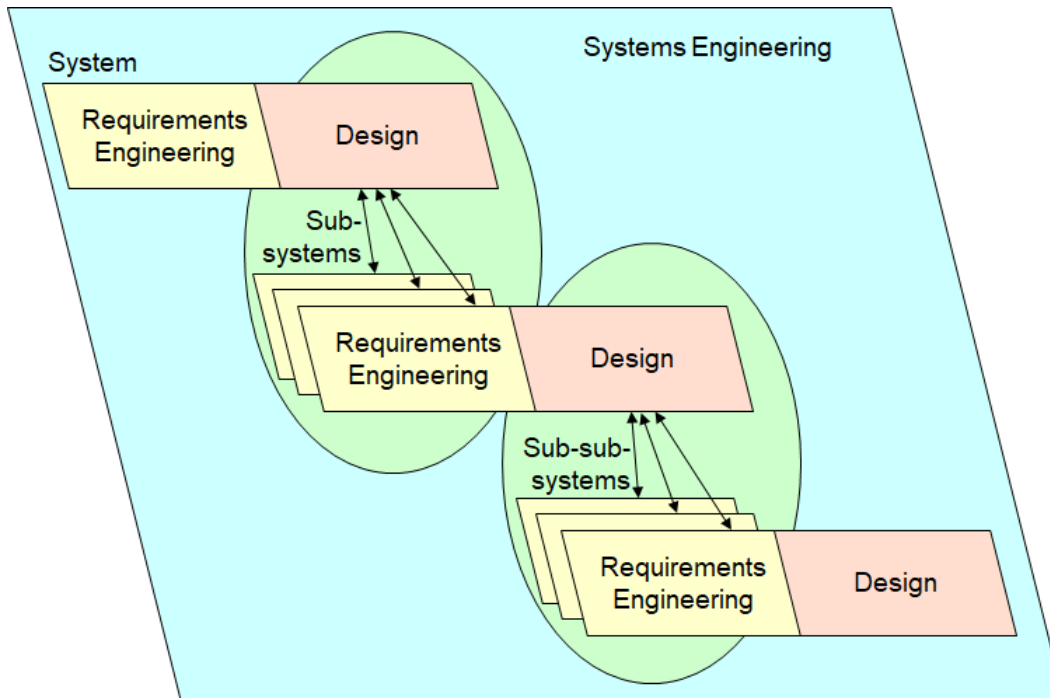 Systems Engineering
System
Requirements
Engineering
Design
Sub-
systems
Requirements
Engineering
Design
Sub-sub-
systems
Requirements
Engineering
Design